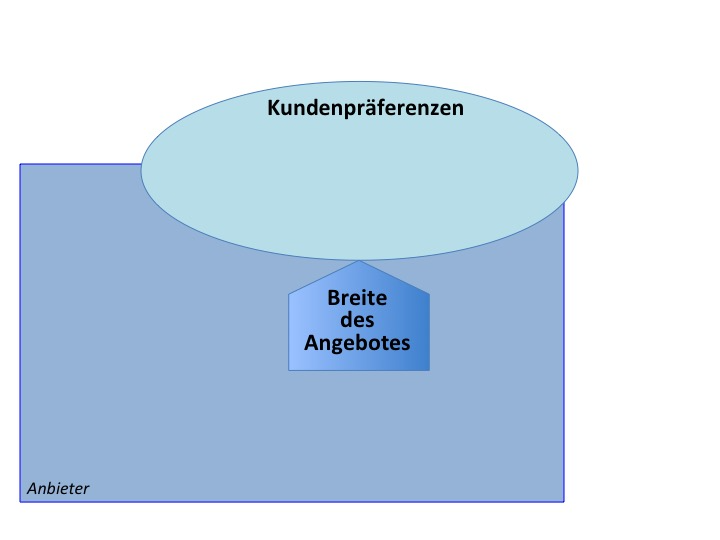 Kundenpräferenzen
Breite
des
Angebotes
Anbieter